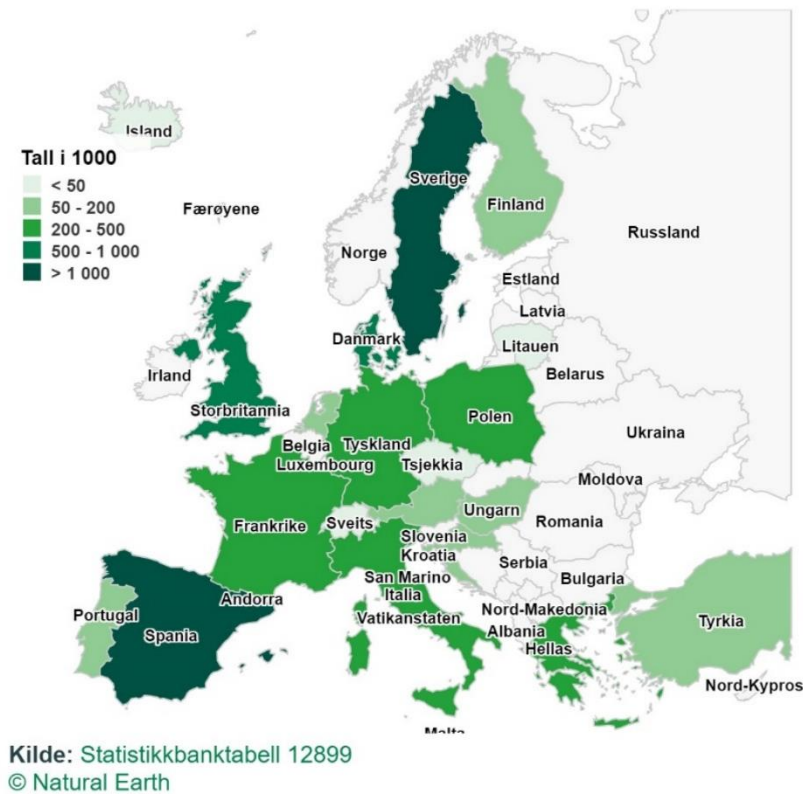 Island
Tall i 1000
< 50
50 - 200
200 - 500
500 - 1 000
> 1 000
Færøyene
Sverige
Finland
Norge
Russland
Estland
Latvia
Danmark
Litauen
Irland
Belarus
Storbritannia
Polen
Belgia
Tyskland
Ukraina
Luxembourg
Tsjekkia
Moldova
Ungarn
Frankrike
Sveits
Romania
Slovenia
Kroatia
Serbia
San Marino
Bulgaria
Andorra
Italia
Portugal
Nord-Makedonia
Vatikanstaten
Tyrkia
Spania
Albania
Hellas
Nord-Kypros
Malta
Kilde: Statistikkbanktabell 12899
© Natural Earth